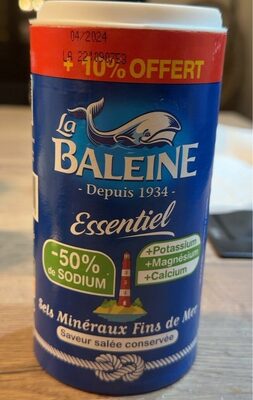 04/2024
+ 10% OFFERT
La
BALEINE
- Depuis 1934 -
Essentiel
-50%
de SODIUM
+Potassium
+Magnésium
+Calcium
Sels Minéraux Fins de Mer
Saveur salée conservée